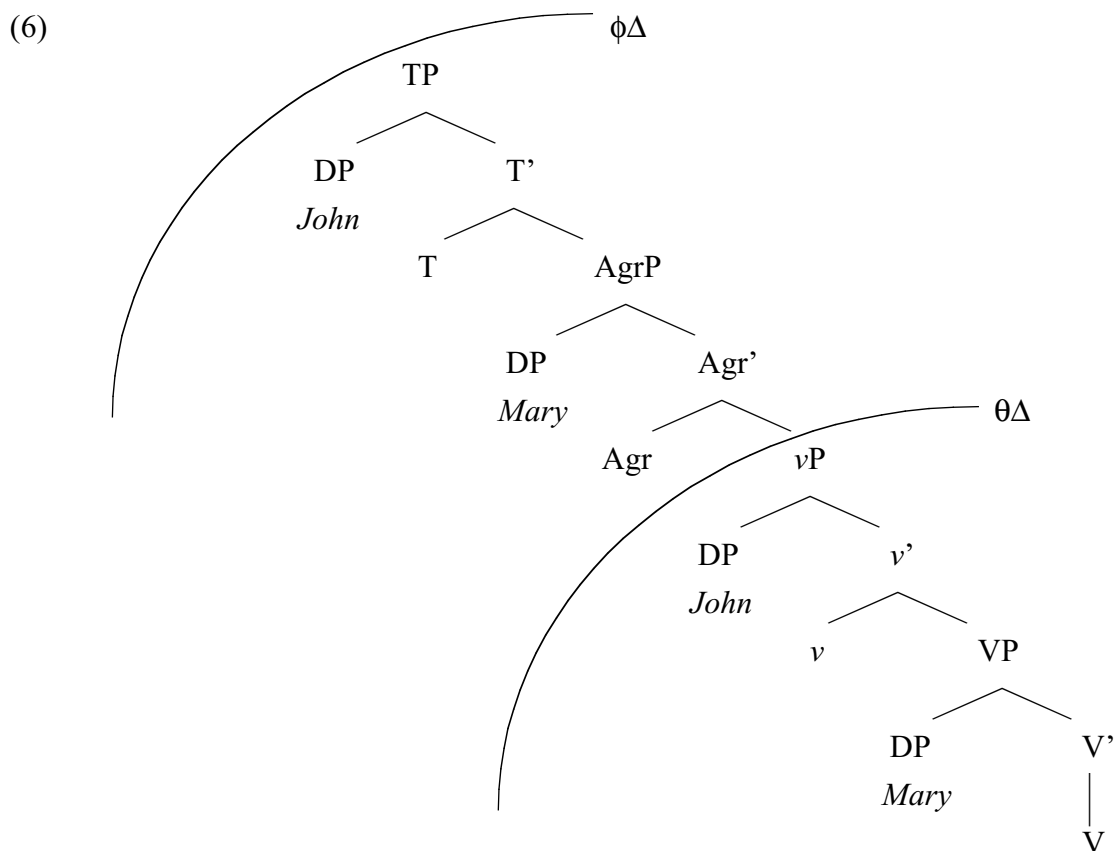 (6) ϕΔ
TP
DP T’
John
T AgrP
DP Agr’
Mary θΔ
Agr vP
DP v’
John
v VP
DP V’
Mary
V